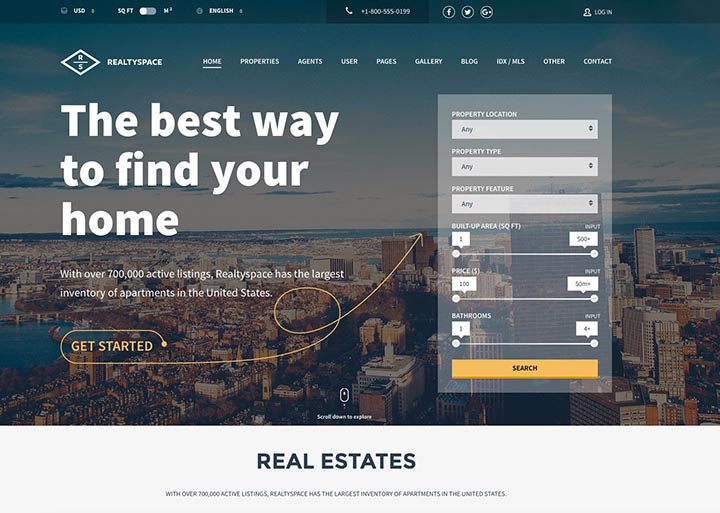 USD
SQ FT M²
ENGLISH
+1-800-555-0199
LOG IN
R
S
REALTYSPACE
HOME PROPERTIES AGENTS USER PAGES GALLERY BLOG IDX / MLS OTHER CONTACT
The best way
to find your
home
With over 700,000 active listings, Realtyspace has the largest
inventory of apartments in the United States.
GET STARTED
PROPERTY LOCATION
Any
PROPERTY TYPE
Any
PROPERTY FEATURE
Any
BUILT-UP AREA (SQ FT) INPUT
1 500+
PRICE ($) INPUT
100 50m+
BATHROOMS INPUT
1 4+
SEARCH
Scroll down to explore
REAL ESTATES
WITH OVER 700,000 ACTIVE LISTINGS, REALTYSPACE HAS THE LARGEST INVENTORY OF APARTMENTS IN THE UNITED STATES.